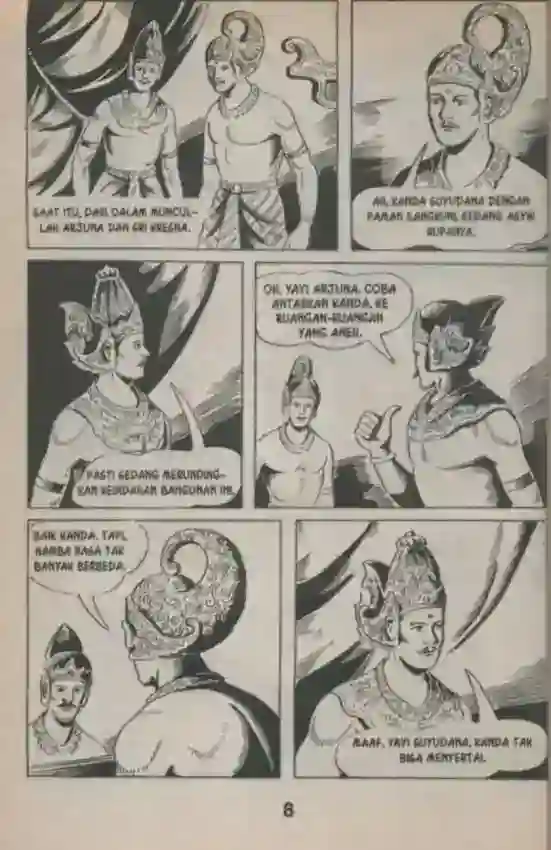 SAAT ITU, DARI DALAM MUNCUL-
LAH ARJUNA DAN SRI KRESNA.
AH, KANDA SUYUDANA DENGAN
PAMAN SANGKUNI, SEDANG ASYIK
RUPANYA.
PASTI SEDANG MERUNDING-
KAN KEINDAHAN BANGUNAN INI.
OH, YAYI ARJUNA. COBA
ANTARKAN KANDA, KE
RUANGAN-RUANGAN
YANG ANEH.
BAIK KANDA. TAPI,
HAMBA RASA TAK
BANYAK BERBEDA.
MAAF, YAYI SUYUDANA, KANDA TAK
BISA MENYERTAI.
8